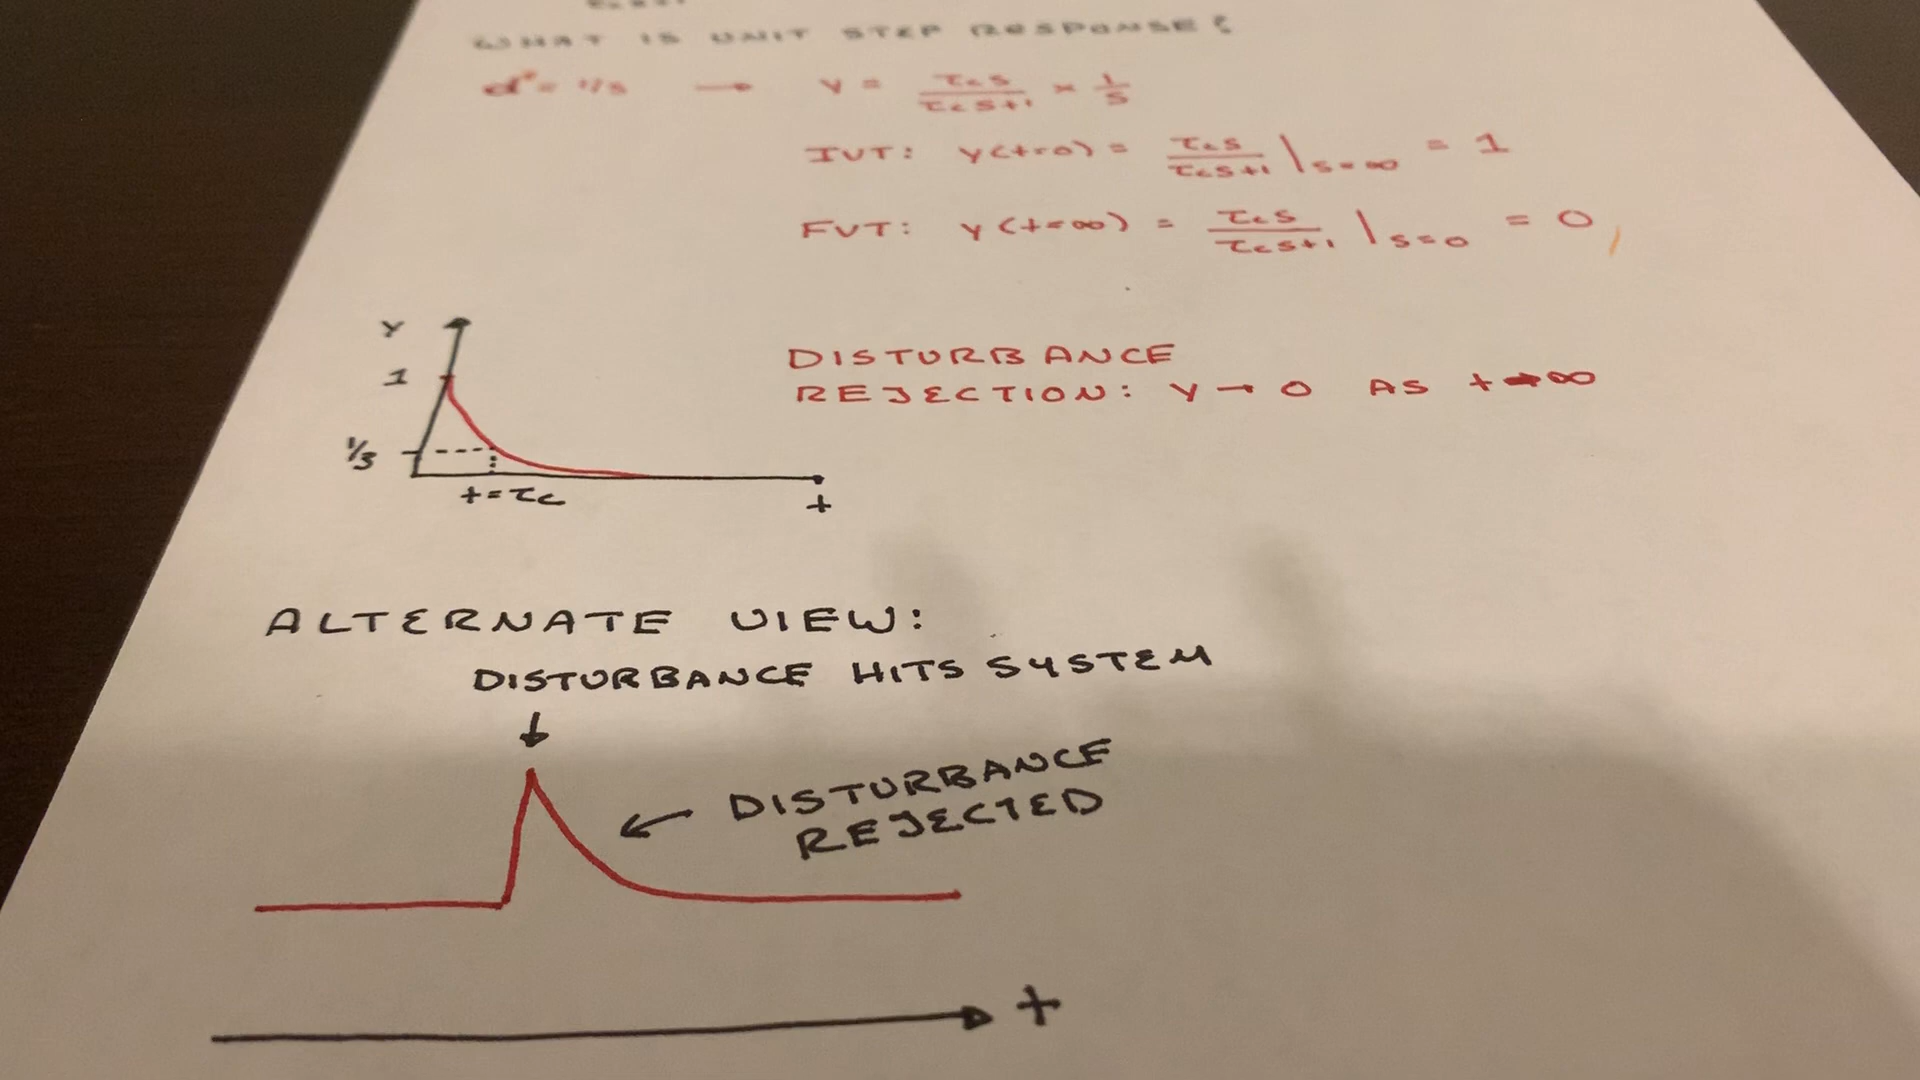 WHAT IS UNIT STEP RESPONSE?
d* = 1/s → y = τcs/(τcs+1) × 1/s
IVT: y(t=0) = τcs/(τcs+1) |s=∞ = 1
FVT: y(t=∞) = τcs/(τcs+1) |s=0 = 0,
Y
1
1/3
t=τc
t
DISTURBANCE
REJECTION: Y → 0 AS t → ∞
ALTERNATE VIEW:
DISTURBANCE HITS SYSTEM
DISTURBANCE
REJECTED
t